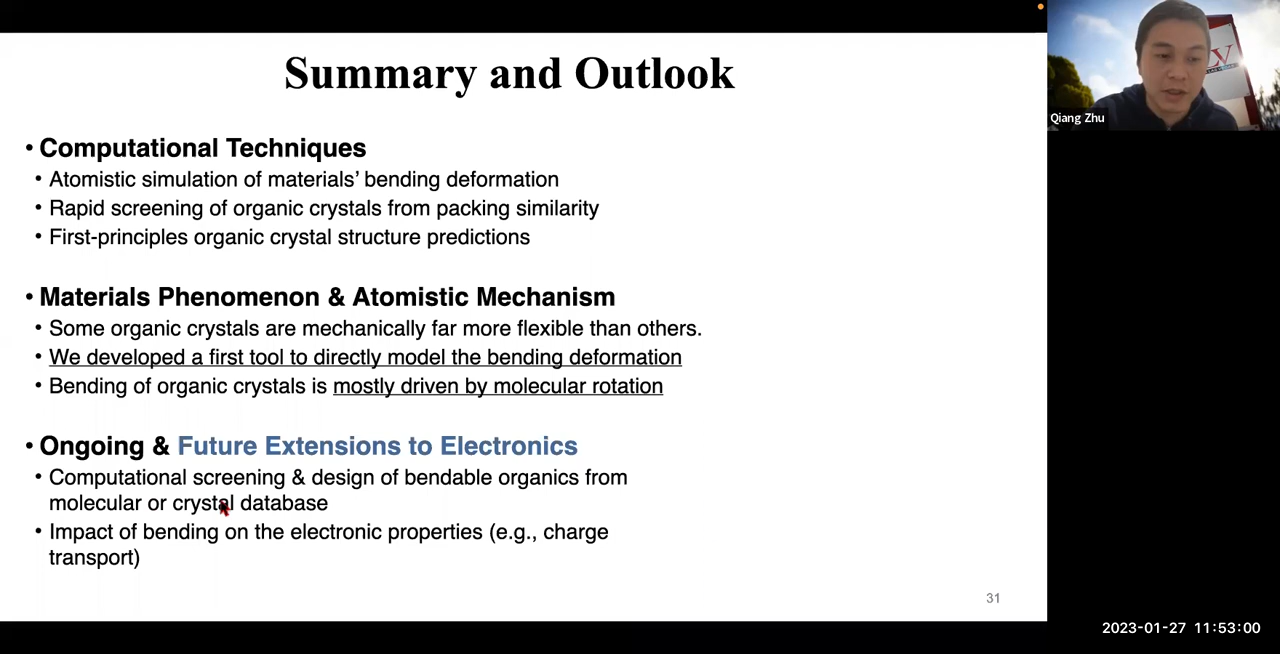 Summary and Outlook
• Computational Techniques
• Atomistic simulation of materials’ bending deformation
• Rapid screening of organic crystals from packing similarity
• First-principles organic crystal structure predictions
• Materials Phenomenon & Atomistic Mechanism
• Some organic crystals are mechanically far more flexible than others.
• We developed a first tool to directly model the bending deformation
• Bending of organic crystals is mostly driven by molecular rotation
• Ongoing & Future Extensions to Electronics
• Computational screening & design of bendable organics from
molecular or crystal database
• Impact of bending on the electronic properties (e.g., charge
transport)
31
Qiang Zhu
2023-01-27 11:53:00